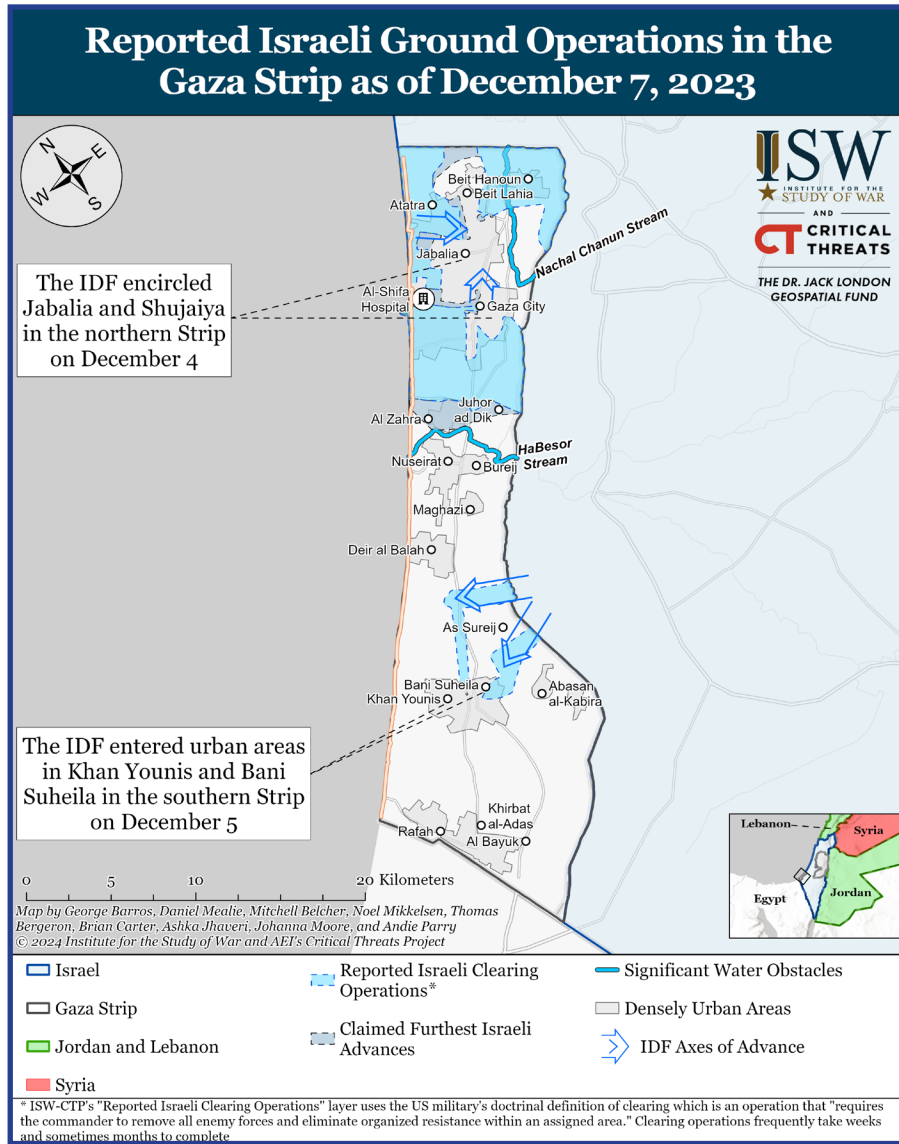 Reported Israeli Ground Operations in the
Gaza Strip as of December 7, 2023
N
E
W
S
ISW
INSTITUTE FOR THE
STUDY OF WAR
AND
CT CRITICAL
THREATS
THE DR. JACK LONDON
GEOSPATIAL FUND
Beit Hanoun
Beit Lahia
Atatra
Nachal Chanun Stream
Jabalia
The IDF encircled
Jabalia and Shujaiya
in the northern Strip
on December 4
Al-Shifa
Hospital
Gaza City
Juhor
ad Dik
Al Zahra
HaBesor
Stream
Nuseirat
Bureij
Maghazi
Deir al Balah
As Sureij
Bani Suheila
Khan Younis
Abasan
al-Kabira
The IDF entered urban areas
in Khan Younis and Bani
Suheila in the southern Strip
on December 5
Khirbat
al-Adas
Rafah
Al Bayuk
Lebanon
Syria
Egypt
Jordan
0 5 10 20 Kilometers
Map by George Barros, Daniel Mealie, Mitchell Belcher, Noel Mikkelsen, Thomas
Bergeron, Brian Carter, Ashka Jhaveri, Johanna Moore, and Andie Parry
© 2024 Institute for the Study of War and AEI's Critical Threats Project
Israel
Gaza Strip
Jordan and Lebanon
Syria
Reported Israeli Clearing
Operations*
Claimed Furthest Israeli
Advances
Significant Water Obstacles
Densely Urban Areas
IDF Axes of Advance
* ISW-CTP's "Reported Israeli Clearing Operations" layer uses the US military's doctrinal definition of clearing which is an operation that "requires
the commander to remove all enemy forces and eliminate organized resistance within an assigned area." Clearing operations frequently take weeks
and sometimes months to complete